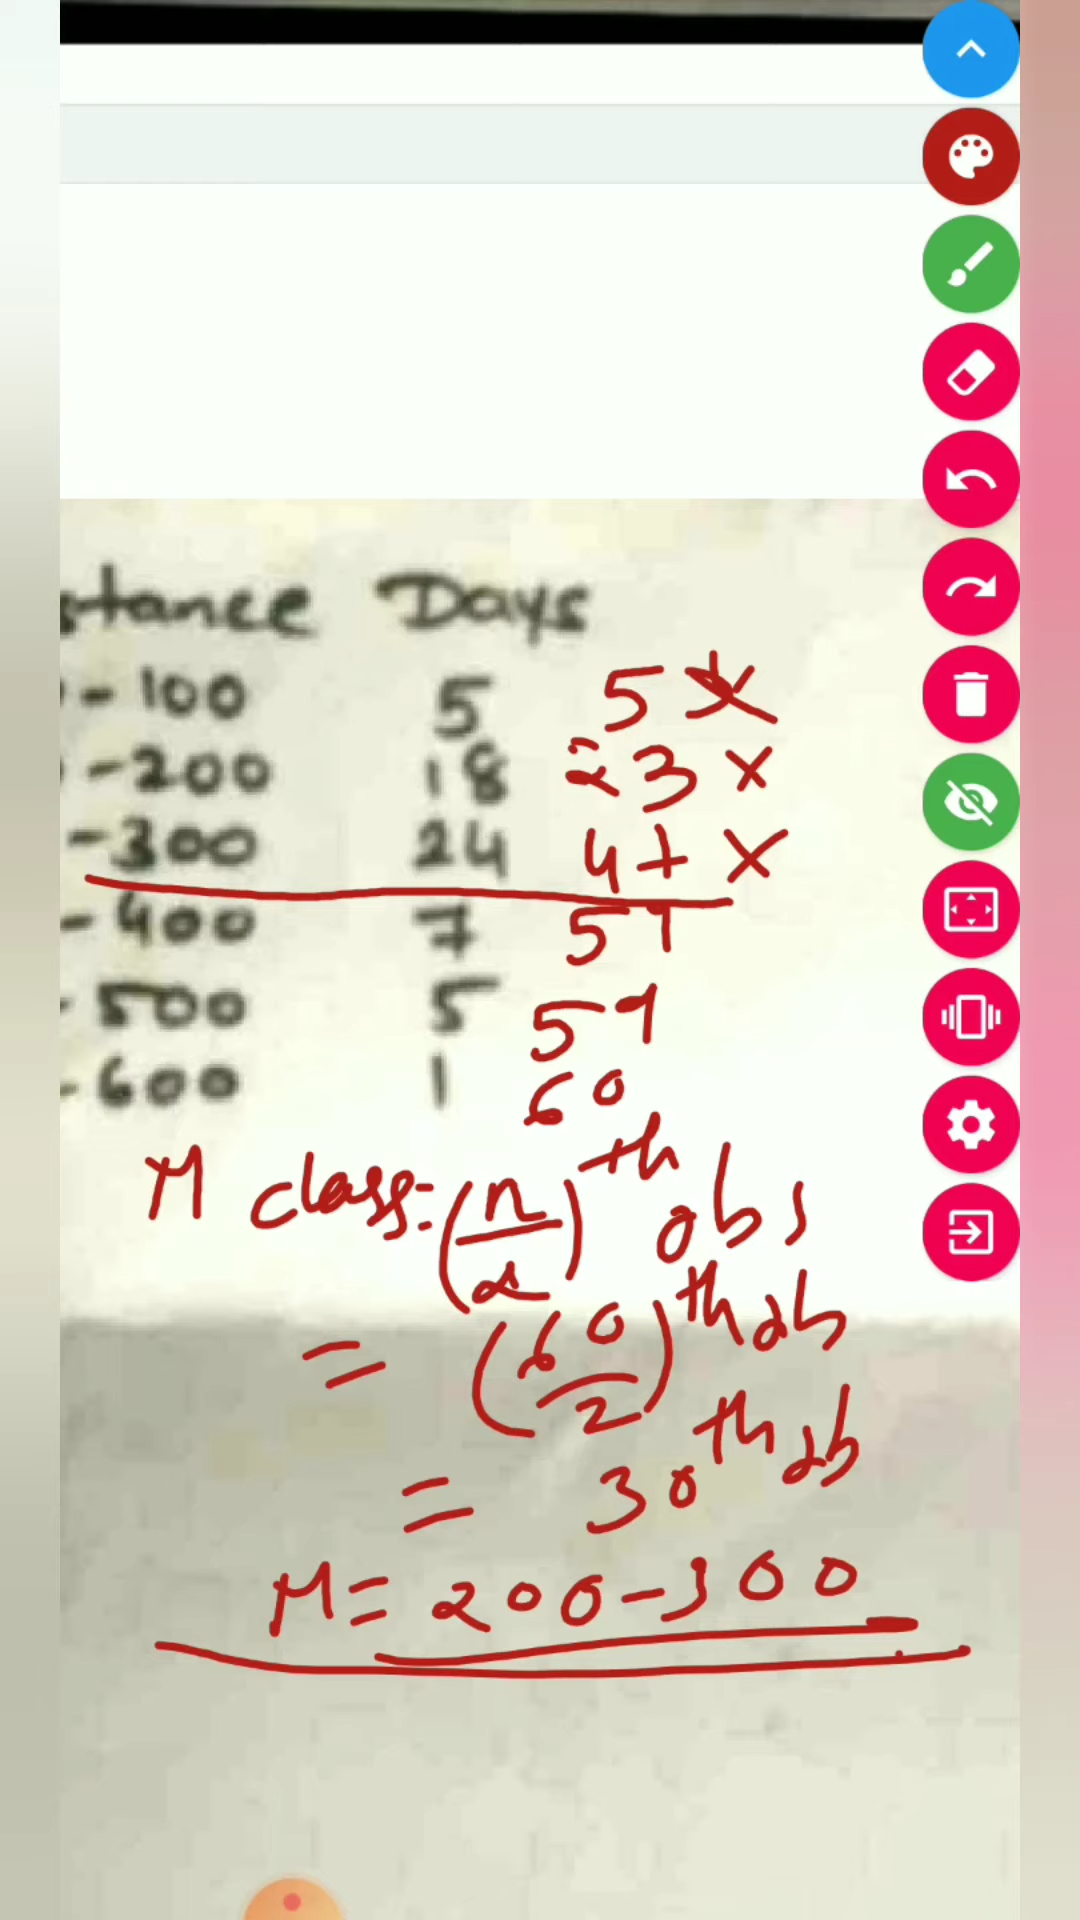 stance Days
- 100 5 5 x
- 200 18 23 x
- 300 24 47 x
- 400 7 54
- 500 5 59
- 600 1 60
M class: (n/2)th obs
= (60/2)th ob
= 30th ob
M = 200-300